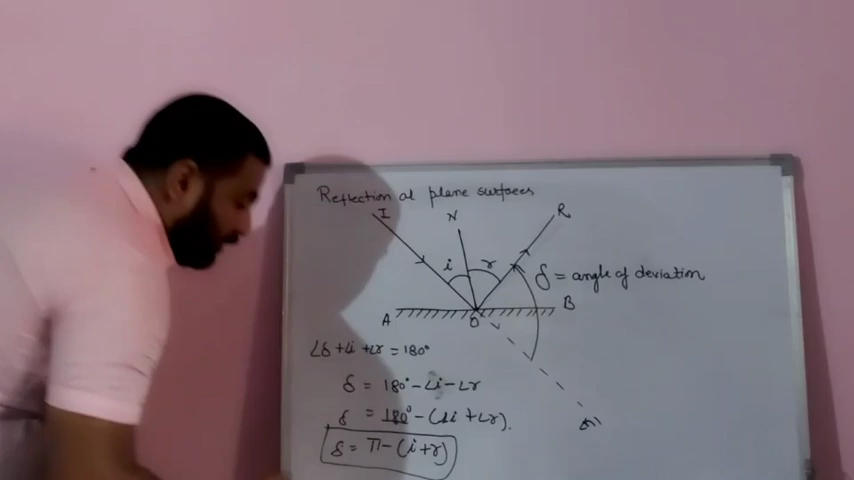 Reflection at plane surfaces
I N R
i r
δ = angle of deviation
A O B
∠δ + ∠i + ∠r = 180°
δ = 180° - ∠i - ∠r
δ = 180° - (∠i + ∠r).
δ = π - (i + r)